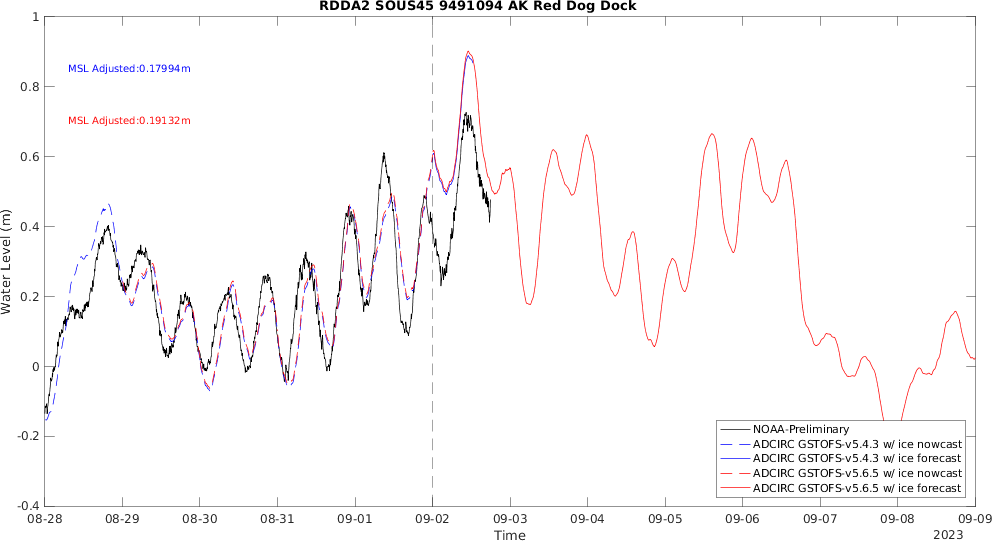 RDDA2 SOUS45 9491094 AK Red Dog Dock
MSL Adjusted:0.17994m
MSL Adjusted:0.19132m
Water Level (m)
1
0.8
0.6
0.4
0.2
0
-0.2
-0.4
NOAA-Preliminary
ADCIRC GSTOFS-v5.4.3 w/ ice nowcast
ADCIRC GSTOFS-v5.4.3 w/ ice forecast
ADCIRC GSTOFS-v5.6.5 w/ ice nowcast
ADCIRC GSTOFS-v5.6.5 w/ ice forecast
08-28 08-29 08-30 08-31 09-01 09-02 09-03 09-04 09-05 09-06 09-07 09-08 09-09
Time
2023